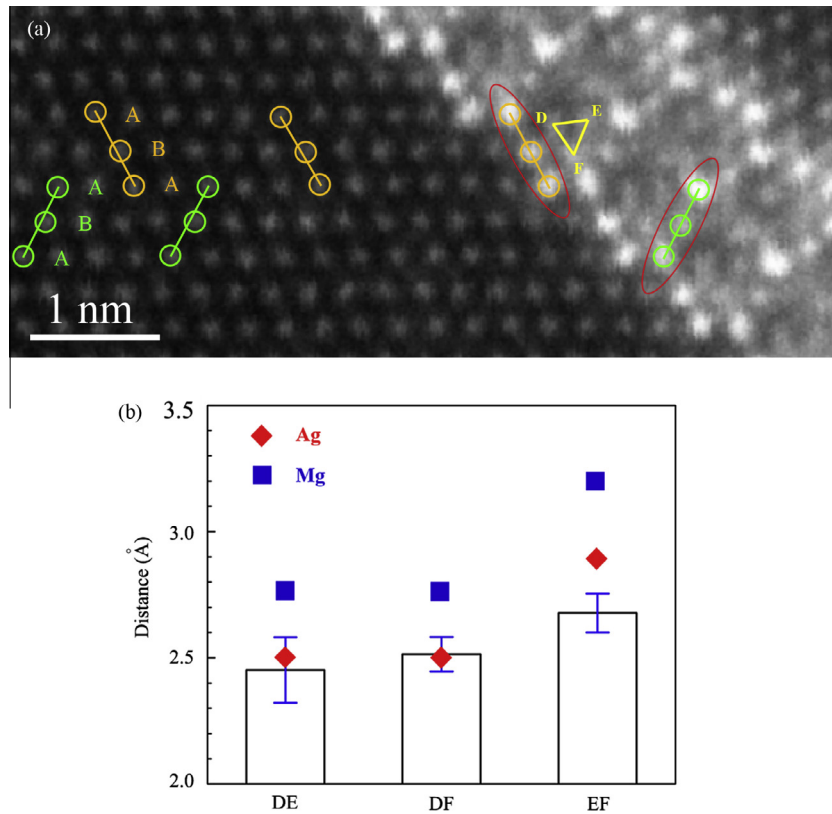 (a)
A
B
A
A
B
A
D
E
F
1 nm
(b)
3.5
3.0
2.5
2.0
Distance (Å)
Ag
Mg
DE
DF
EF